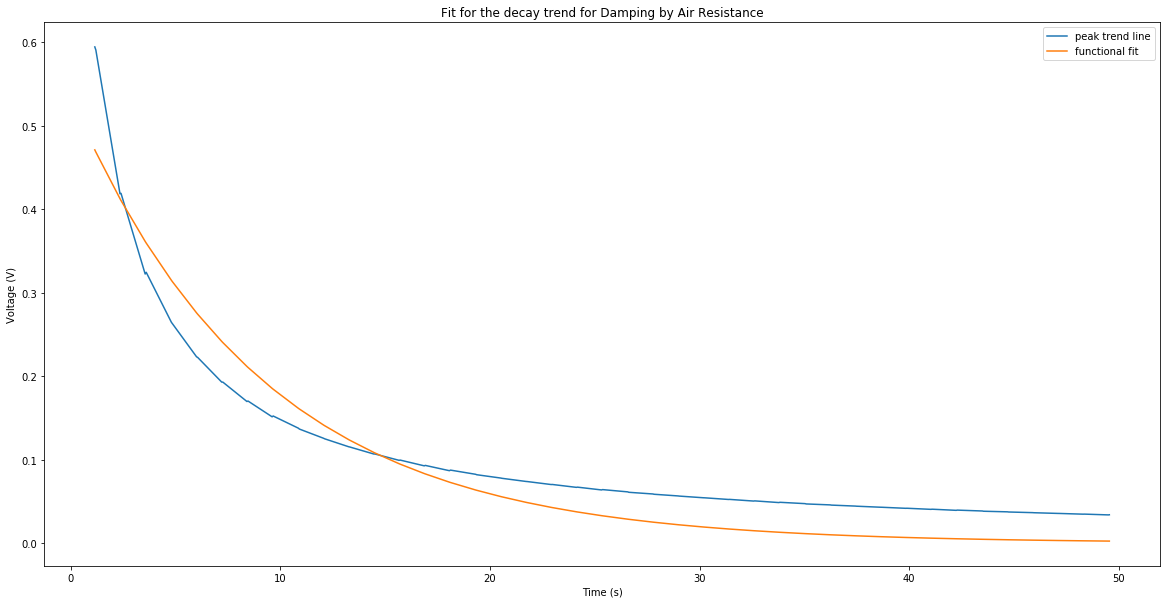 Fit for the decay trend for Damping by Air Resistance
peak trend line
functional fit
0.6
0.5
0.4
0.3
0.2
0.1
0.0
Voltage (V)
0 10 20 30 40 50
Time (s)